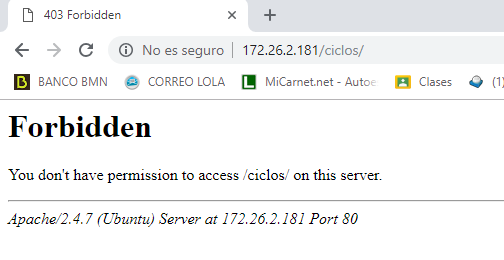 403 Forbidden
No es seguro | 172.26.2.181/ciclos/
BANCO BMN CORREO LOLA MiCarnet.net - Autoe Clases (1)
Forbidden
You don't have permission to access /ciclos/ on this server.
Apache/2.4.7 (Ubuntu) Server at 172.26.2.181 Port 80